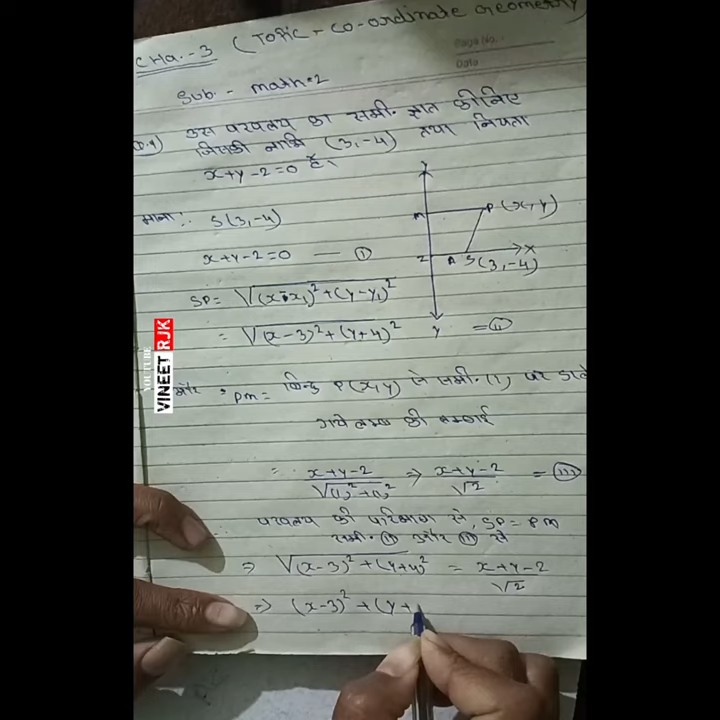 CHa.-3 (Topic - Co-ordinate Geometry)
Page No.:
Date
Sub. - math-2
Q.1) उस परवलय का समी. ज्ञात कीजिए
जिसकी नाभि (3,-4) तथा नियता
x+y-2=0 है।
माना: S(3,-4)
x+y-2=0 — (i)
SP= √(x-x₁)²+(y-y₁)²
= √(x-3)²+(y+4)² =(ii)
Y
m P(x,y)
X
Z A S(3,-4)
Y
और, PM= बिन्दु P(x,y) से समी. (1) पर डाले
गये लम्ब की लम्बाई
= x+y-2/√(1)²+(1)² ⇒ x+y-2/√2 = (iii)
परवलय की परिभाषा से, SP = PM
समी. (ii) और (iii) से
⇒ √(x-3)²+(y+4)² = x+y-2/√2
⇒ (x-3)²+(y+
YOUTUBE
VINEET RJK